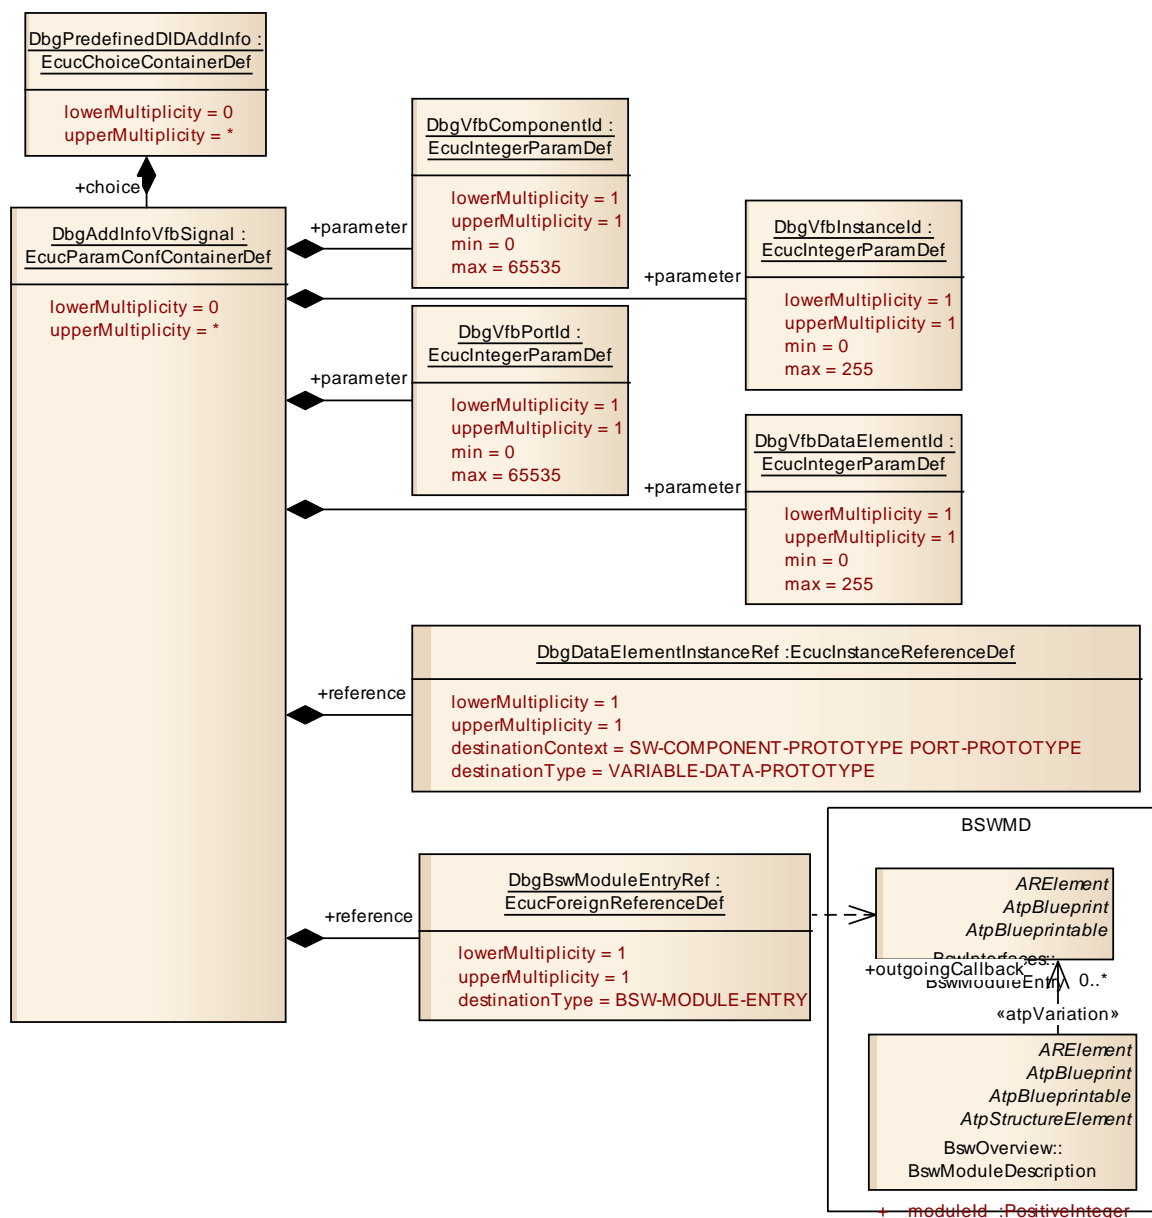 DbgPredefinedDIDAddInfo :
EcucChoiceContainerDef
lowerMultiplicity = 0
upperMultiplicity = *
+choice
DbgAddInfoVfbSignal :
EcucParamConfContainerDef
lowerMultiplicity = 0
upperMultiplicity = *
+parameter
DbgVfbComponentId :
EcucIntegerParamDef
lowerMultiplicity = 1
upperMultiplicity = 1
min = 0
max = 65535
+parameter
DbgVfbInstanceId :
EcucIntegerParamDef
lowerMultiplicity = 1
upperMultiplicity = 1
min = 0
max = 255
+parameter
DbgVfbPortId :
EcucIntegerParamDef
lowerMultiplicity = 1
upperMultiplicity = 1
min = 0
max = 65535
+parameter
DbgVfbDataElementId :
EcucIntegerParamDef
lowerMultiplicity = 1
upperMultiplicity = 1
min = 0
max = 255
+reference
DbgDataElementInstanceRef :EcucInstanceReferenceDef
lowerMultiplicity = 1
upperMultiplicity = 1
destinationContext = SW-COMPONENT-PROTOTYPE PORT-PROTOTYPE
destinationType = VARIABLE-DATA-PROTOTYPE
+reference
DbgBswModuleEntryRef :
EcucForeignReferenceDef
lowerMultiplicity = 1
upperMultiplicity = 1
destinationType = BSW-MODULE-ENTRY
BSWMD
ARElement
AtpBlueprint
AtpBlueprintable
BswInterfaces::
BswModuleEntry
+outgoingCallback
0..*
«atpVariation»
ARElement
AtpBlueprint
AtpBlueprintable
AtpStructureElement
BswOverview::
BswModuleDescription
+ moduleId :PositiveInteger